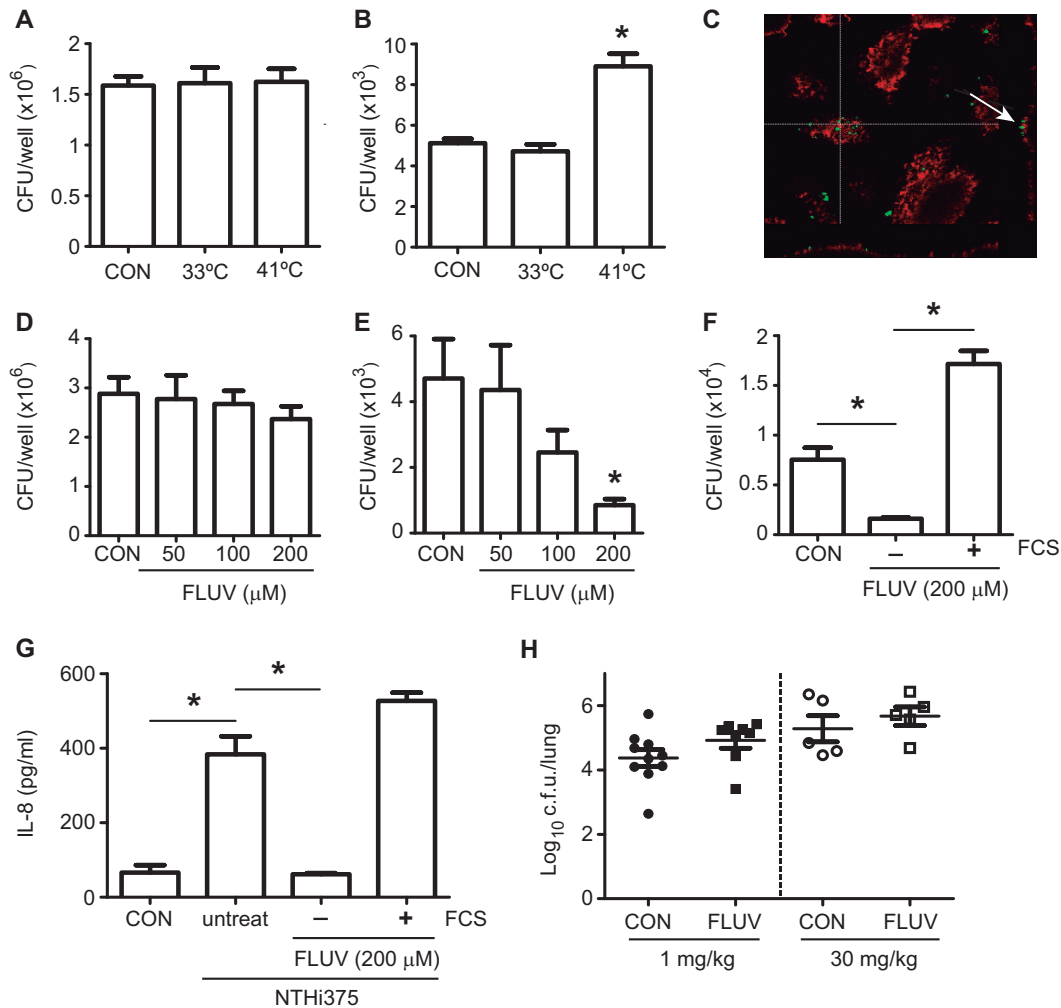 A
CFU/well (x10⁶)
2
1.5
1
0.5
0
CON 33ºC 41ºC
B
CFU/well (x10³)
10
8
6
4
2
0
*
CON 33ºC 41ºC
C
D
CFU/well (x10⁶)
4
3
2
1
0
CON 50 100 200
FLUV (μM)
E
CFU/well (x10³)
6
4
2
0
*
CON 50 100 200
FLUV (μM)
F
CFU/well (x10⁴)
2
1.5
1
0.5
0
*
*
CON – + FCS
FLUV (200 μM)
G
IL-8 (pg/ml)
600
400
200
0
*
*
CON untreat – + FCS
FLUV (200 μM)
NTHi375
H
Log₁₀ c.f.u./lung
6
4
2
0
CON FLUV CON FLUV
1 mg/kg 30 mg/kg